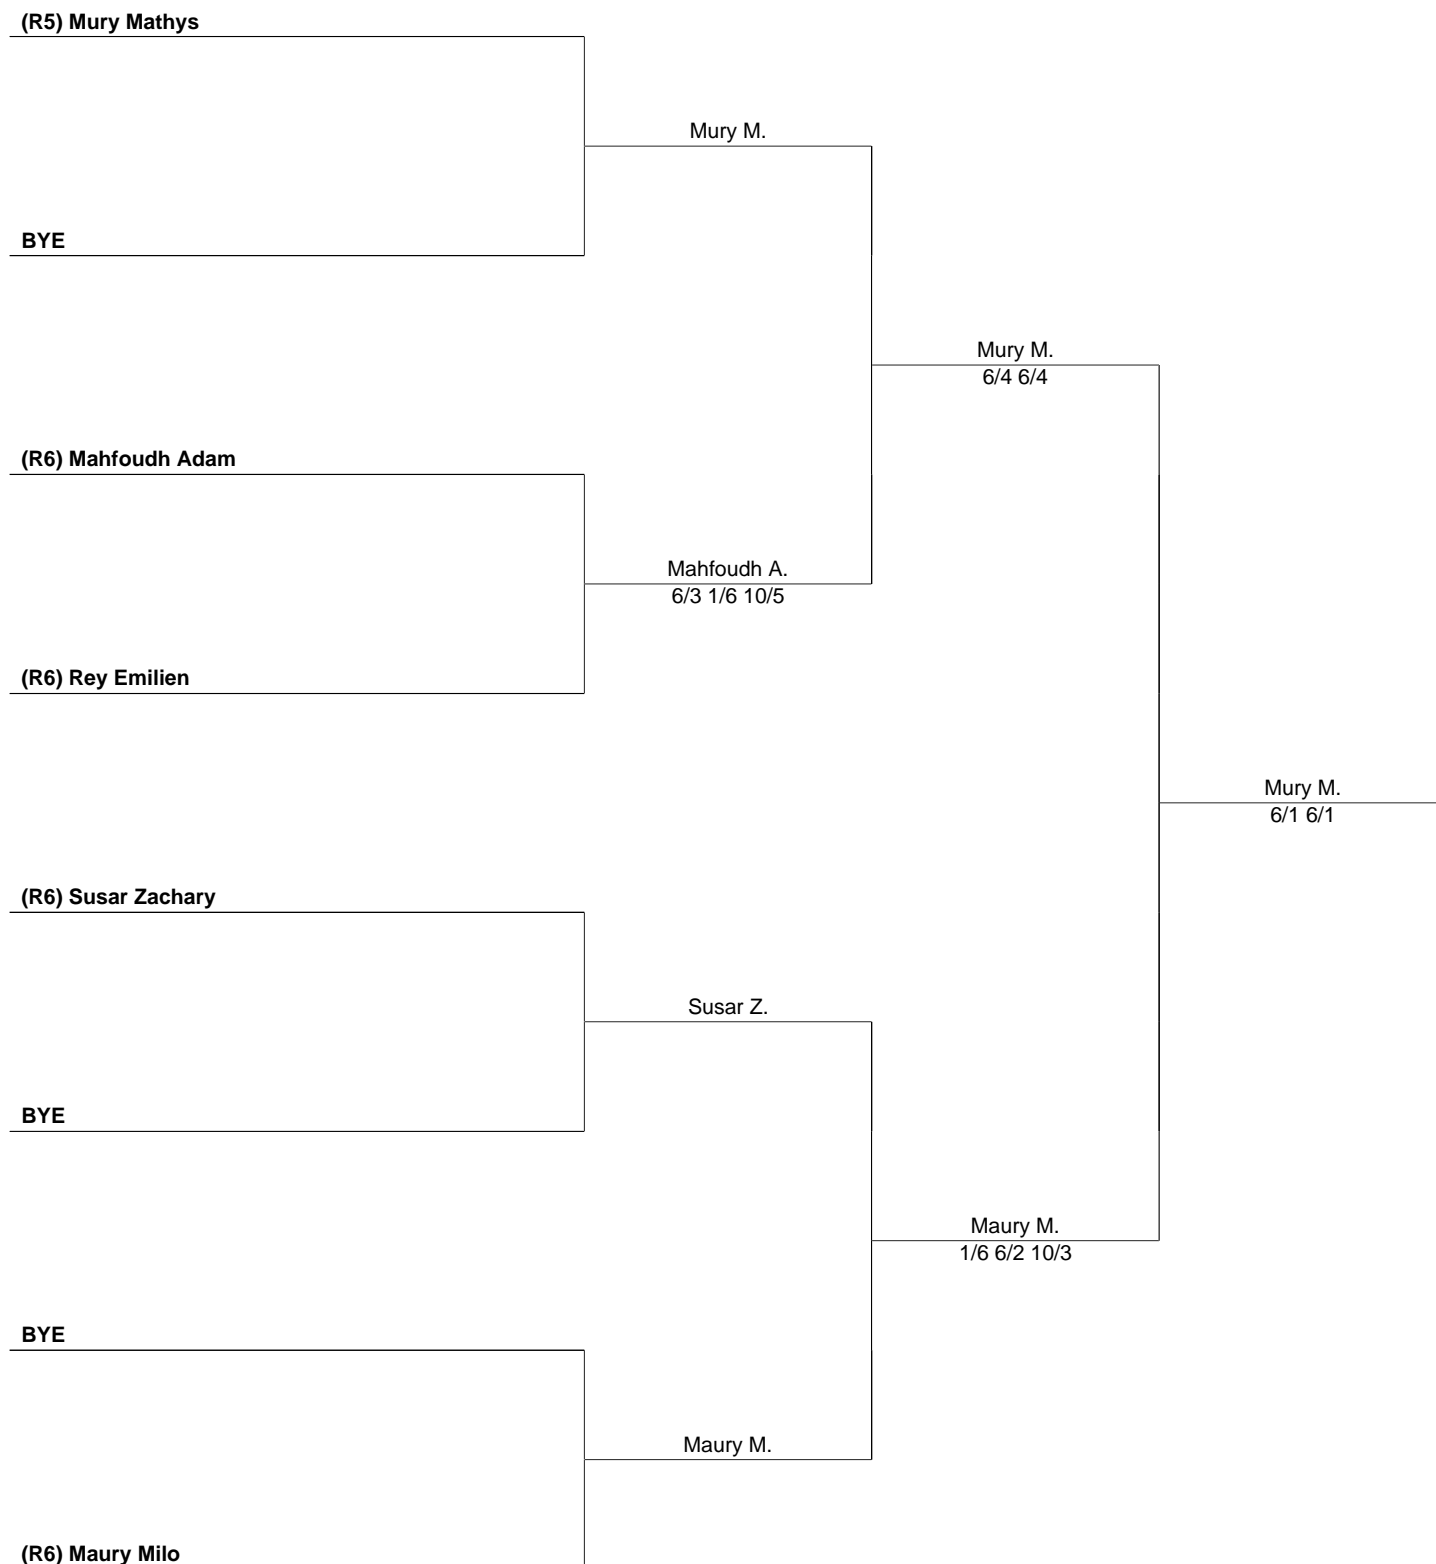 (R5) Mury Mathys
Mury M.
BYE
Mury M.
6/4 6/4
(R6) Mahfoudh Adam
Mahfoudh A.
6/3 1/6 10/5
(R6) Rey Emilien
Mury M.
6/1 6/1
(R6) Susar Zachary
Susar Z.
BYE
Maury M.
1/6 6/2 10/3
BYE
Maury M.
(R6) Maury Milo